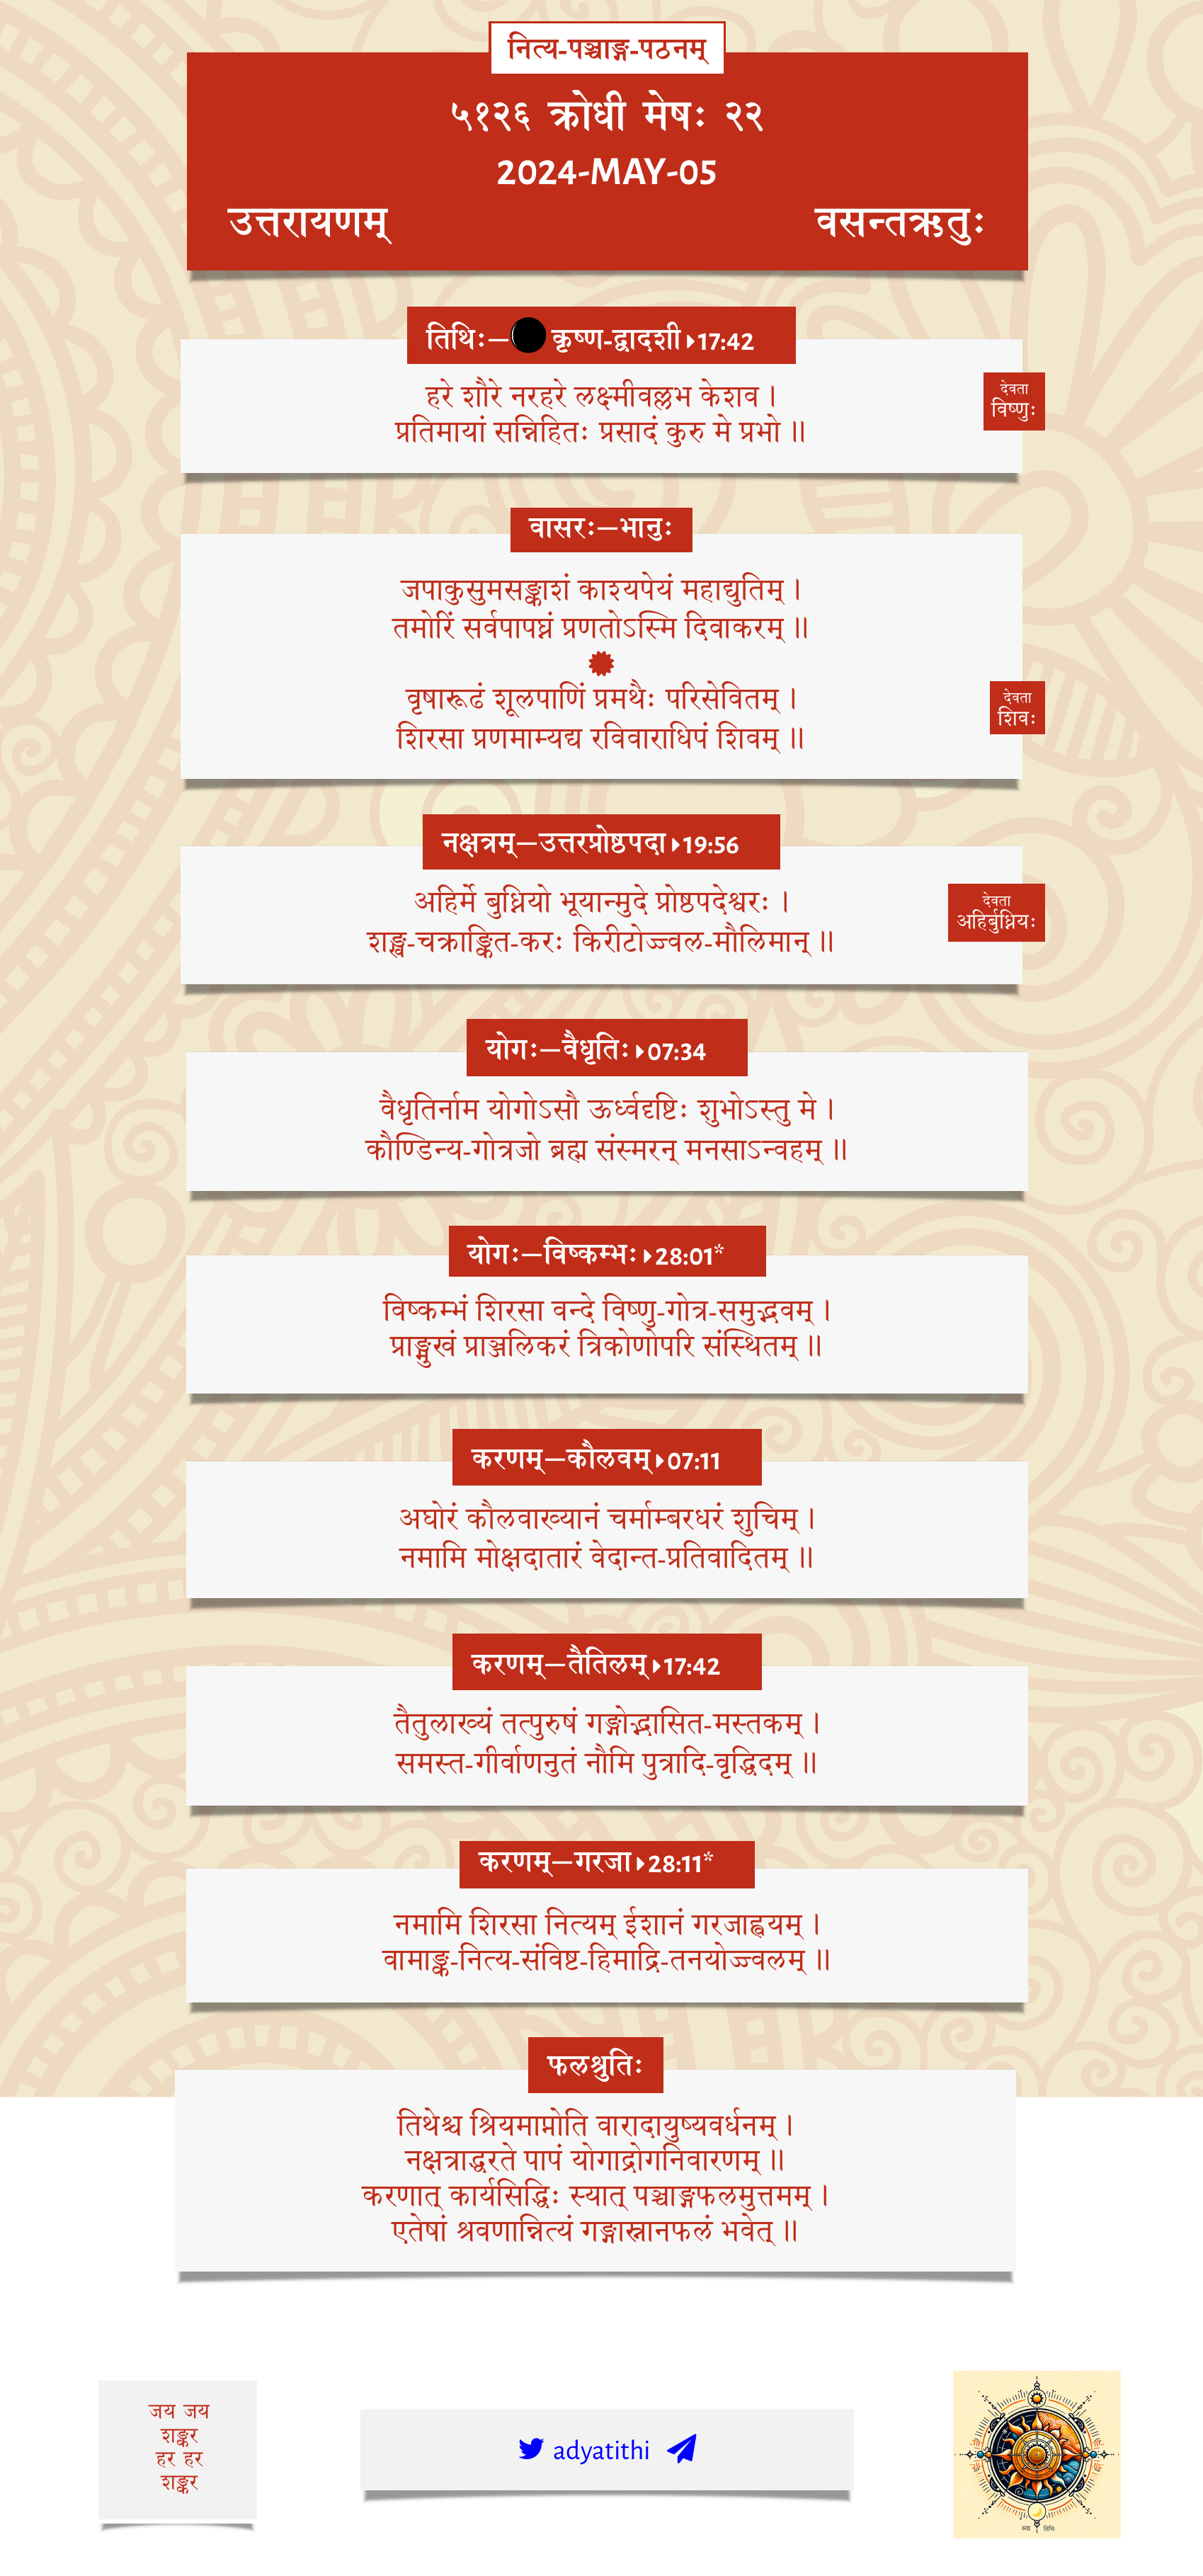 नित्य-पञ्चाङ्ग-पठनम्
५१२६ क्रोधी मेषः २२
2024-MAY-05
उत्तरायणम् वसन्तऋतुः
तिथिः— कृष्ण-द्वादशी 17:42
हरे शौरे नरहरे लक्ष्मीवल्लभ केशव ।
प्रतिमायां सन्निहितः प्रसादं कुरु मे प्रभो ॥
देवता
विष्णुः
वासरः—भानुः
जपाकुसुमसङ्काशं काश्यपेयं महाद्युतिम् ।
तमोरिं सर्वपापघ्नं प्रणतोऽस्मि दिवाकरम् ॥
वृषारूढं शूलपाणिं प्रमथैः परिसेवितम् ।
शिरसा प्रणमाम्यद्य रविवाराधिपं शिवम् ॥
देवता
शिवः
नक्षत्रम्—उत्तरप्रोष्ठपदा 19:56
अहिर्मे बुध्नियो भूयान्मुदे प्रोष्ठपदेश्वरः ।
शङ्ख-चक्राङ्कित-करः किरीटोज्ज्वल-मौलिमान् ॥
देवता
अहिर्बुध्नियः
योगः—वैधृतिः 07:34
वैधृतिर्नाम योगोऽसौ ऊर्ध्वदृष्टिः शुभोऽस्तु मे ।
कौण्डिन्य-गोत्रजो ब्रह्म संस्मरन् मनसाऽन्वहम् ॥
योगः—विष्कम्भः 28:01*
विष्कम्भं शिरसा वन्दे विष्णु-गोत्र-समुद्भवम् ।
प्राङ्मुखं प्राञ्जलिकरं त्रिकोणोपरि संस्थितम् ॥
करणम्—कौलवम् 07:11
अघोरं कौलवाख्यानं चर्माम्बरधरं शुचिम् ।
नमामि मोक्षदातारं वेदान्त-प्रतिवादितम् ॥
करणम्—तैतिलम् 17:42
तैतुलाख्यं तत्पुरुषं गङ्गोद्भासित-मस्तकम् ।
समस्त-गीर्वाणनुतं नौमि पुत्रादि-वृद्धिदम् ॥
करणम्—गरजा 28:11*
नमामि शिरसा नित्यम् ईशानं गरजाह्वयम् ।
वामाङ्क-नित्य-संविष्ट-हिमाद्रि-तनयोज्ज्वलम् ॥
फलश्रुतिः
तिथेश्च श्रियमाप्नोति वारादायुष्यवर्धनम् ।
नक्षत्राद्धरते पापं योगाद्रोगनिवारणम् ॥
करणात् कार्यसिद्धिः स्यात् पञ्चाङ्गफलमुत्तमम् ।
एतेषां श्रवणान्नित्यं गङ्गास्नानफलं भवेत् ॥
जय जय
शङ्कर
हर हर
शङ्कर
adyatithi
अद्य तिथिः